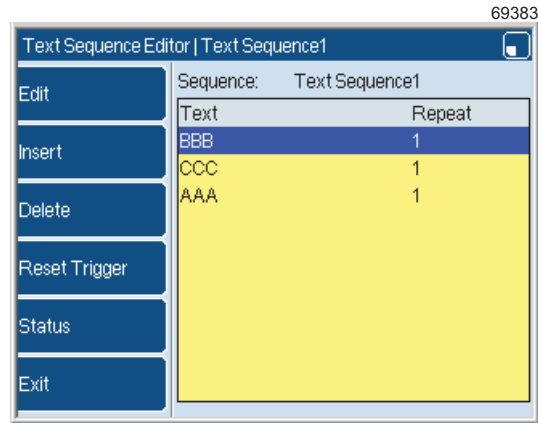 69383
Text Sequence Editor | Text Sequence1
Edit
Insert
Delete
Reset Trigger
Status
Exit
Sequence: Text Sequence1
Text Repeat
BBB 1
CCC 1
AAA 1